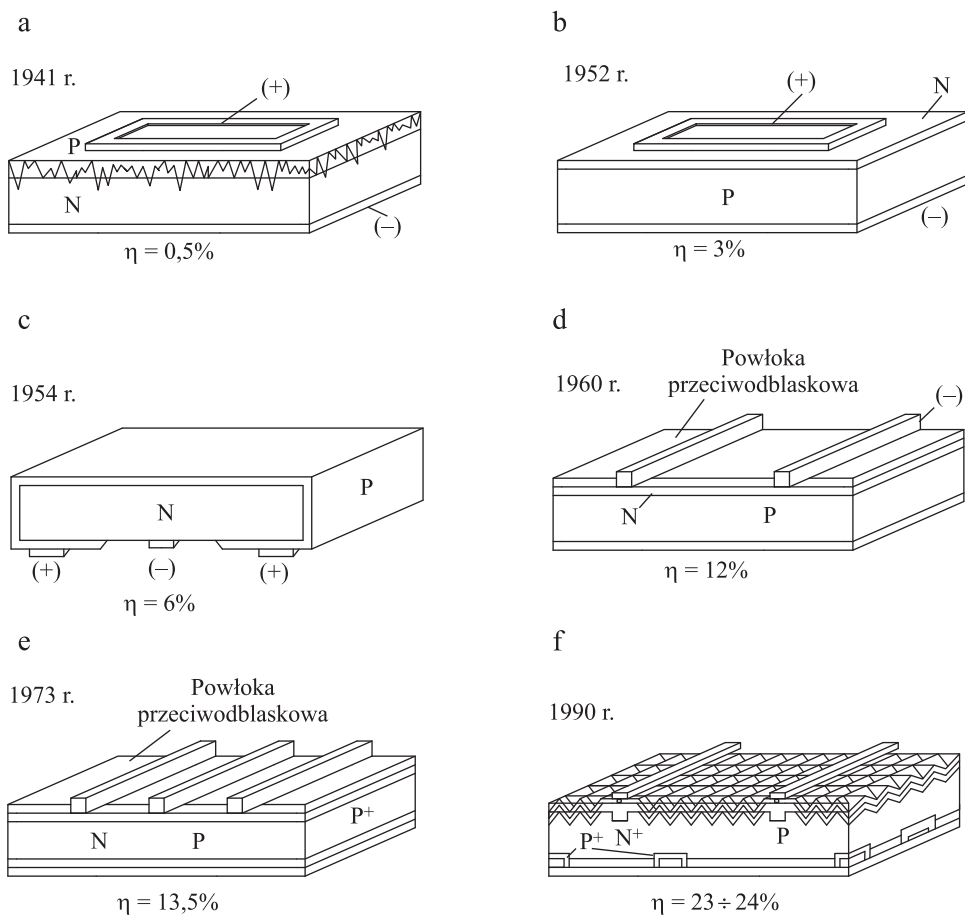 a
1941 r.
(+)
P
N
(–)
η = 0,5%
b
1952 r.
(+)
N
P
(–)
η = 3%
c
1954 r.
P
N
(+)
(–)
(+)
η = 6%
d
1960 r.
Powłoka
przeciwodblaskowa
(–)
N
P
η = 12%
e
1973 r.
Powłoka
przeciwodblaskowa
P⁺
N
P
η = 13,5%
f
1990 r.
P⁺
N⁺
P
η = 23 ÷ 24%